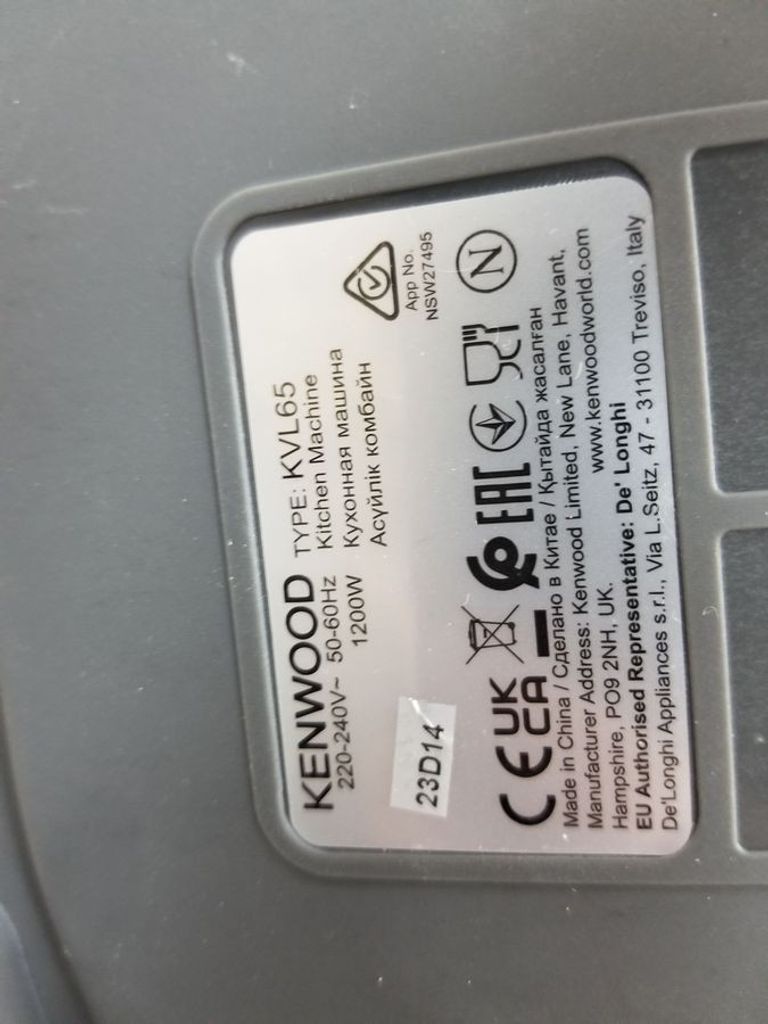 KENWOOD
220-240V~ 50-60Hz
1200W
TYPE: KVL65
Kitchen Machine
Кухонная машина
Асүйлік комбайн
App No.
NSW27495
23D14
CE UK CA EAC N
Made in China / Сделано в Китае / Қытайда жасалған
Manufacturer Address: Kenwood Limited, New Lane, Havant,
Hampshire, PO9 2NH, UK.
www.kenwoodworld.com
EU Authorised Representative: De' Longhi
De'Longhi Appliances s.r.l., Via L.Seitz, 47 - 31100 Treviso, Italy